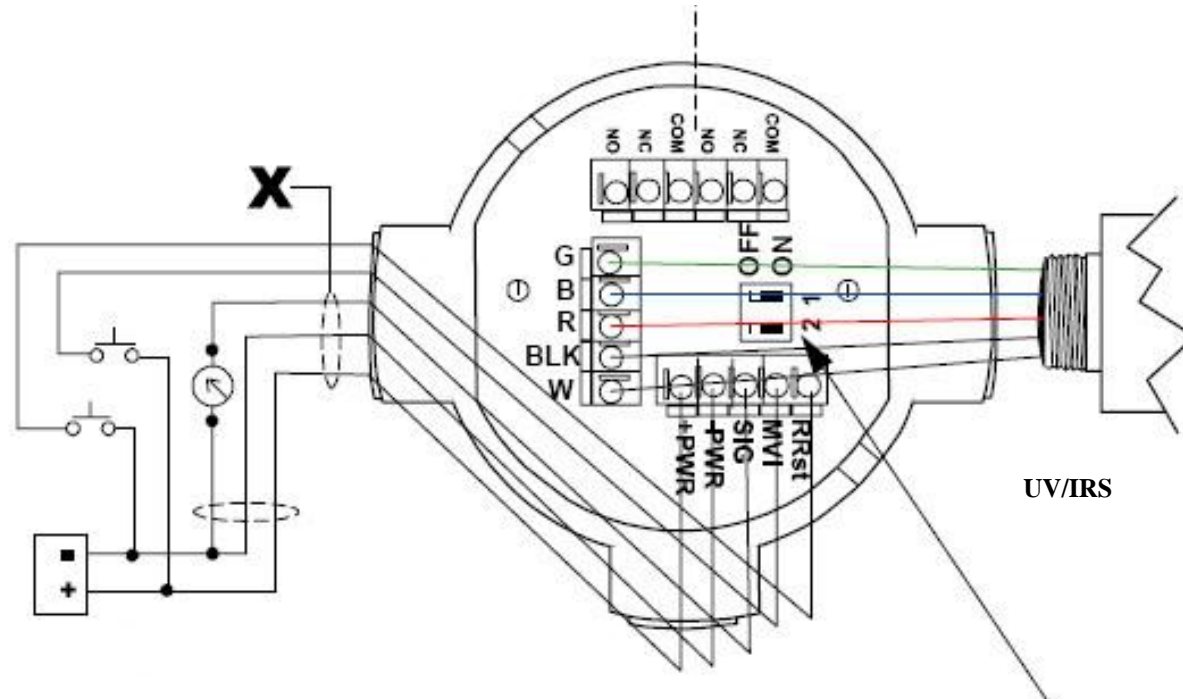 NO NC COM NO NC COM
X
OFF
ON
G
B
R
BLK
W
1
2
+PWR
-PWR
SIG
MVI
RRst
UV/IRS
+